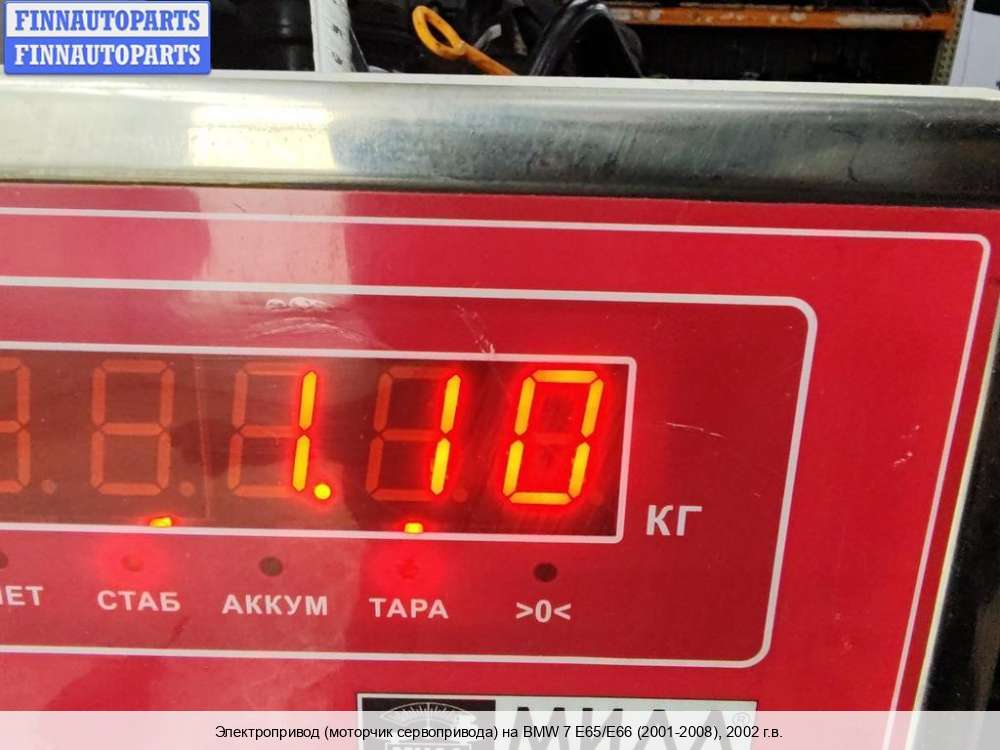 FINNAUTOPARTS
FINNAUTOPARTS
1.10
КГ
СТАБ АККУМ ТАРА >0<
Электропривод (моторчик сервопривода) на BMW 7 E65/E66 (2001-2008), 2002 г.в.